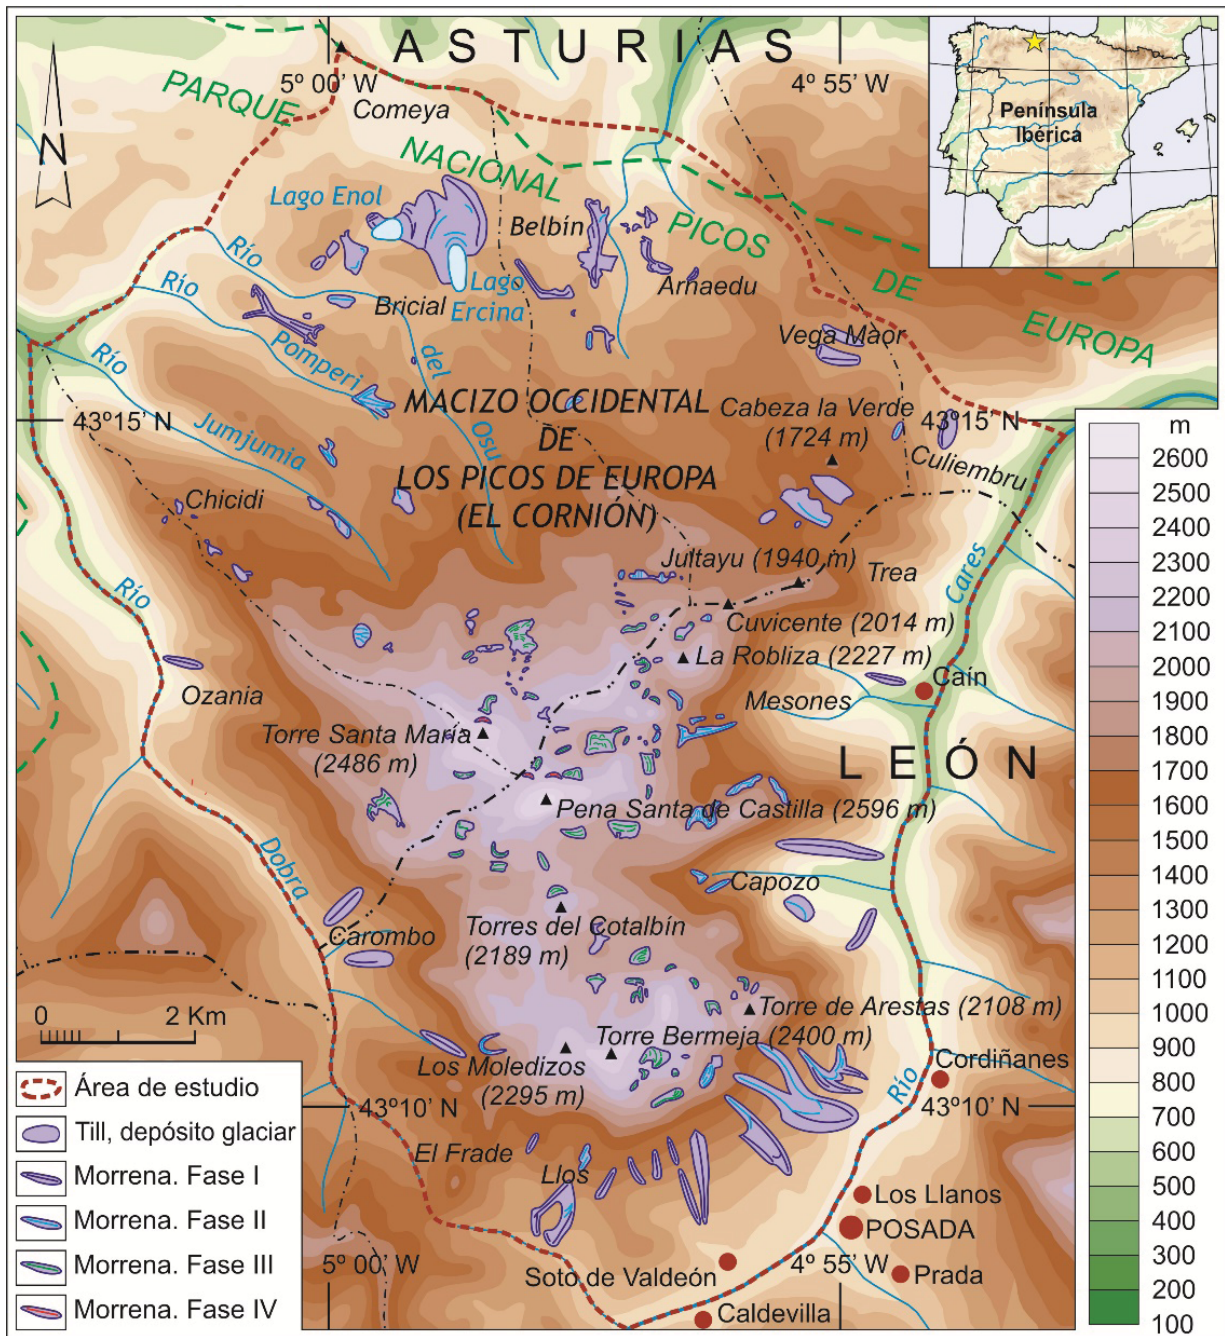 ASTURIAS
5º 00' W
4º 55' W
PARQUE
NACIONAL
PICOS
DE
EUROPA
Península
Ibérica
N
Comeya
Lago Enol
Belbín
Río
Río
Río
Bricial
Lago
Ercina
Arnaedu
Vega Maor
Pomperi
del
Osu
Jumjumia
43º15' N
43º15' N
MACIZO OCCIDENTAL
DE
LOS PICOS DE EUROPA
(EL CORNIÓN)
Cabeza la Verde
(1724 m)
Culiembru
Chicidi
Jultayu (1940 m)
Trea
Cares
Cuvicente (2014 m)
La Robliza (2227 m)
Río
Ozania
Mesones
Caín
LEÓN
Torre Santa María
(2486 m)
Pena Santa de Castilla (2596 m)
Dobra
Capozo
Carombo
Torres del Cotalbín
(2189 m)
Torre de Arestas (2108 m)
Torre Bermeja (2400 m)
Los Moledizos
(2295 m)
Río
Cordiñanes
43º10' N
43º10' N
El Frade
Llos
Los Llanos
POSADA
5º 00' W
4º 55' W
Soto de Valdeón
Prada
Caldevilla
0 2 Km
Área de estudio
Till, depósito glaciar
Morrena. Fase I
Morrena. Fase II
Morrena. Fase III
Morrena. Fase IV
m
2600
2500
2400
2300
2200
2100
2000
1900
1800
1700
1600
1500
1400
1300
1200
1100
1000
900
800
700
600
500
400
300
200
100